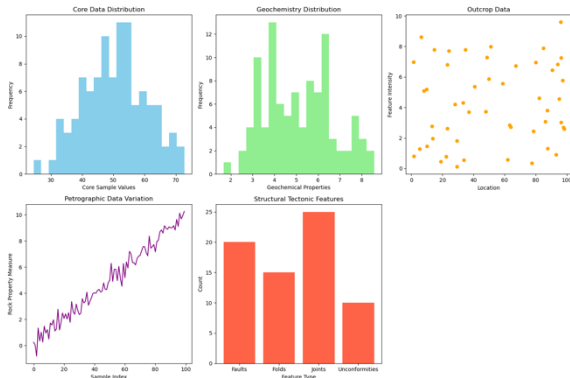 Core Data Distribution
Frequency
10
8
6
4
2
0
30
40
50
60
70
Core Sample Values
Geochemistry Distribution
Frequency
12
10
8
6
4
2
0
2
3
4
5
6
7
8
Geochemical Properties
Outcrop Data
Feature Intensity
10
8
6
4
2
0
0
20
40
60
80
100
Location
Petrographic Data Variation
Rock Property Measure
10
8
6
4
2
0
0
20
40
60
80
100
Sample Index
Structural Tectonic Features
Count
25
20
15
10
5
0
Faults
Folds
Joints
Unconformities
Feature Type